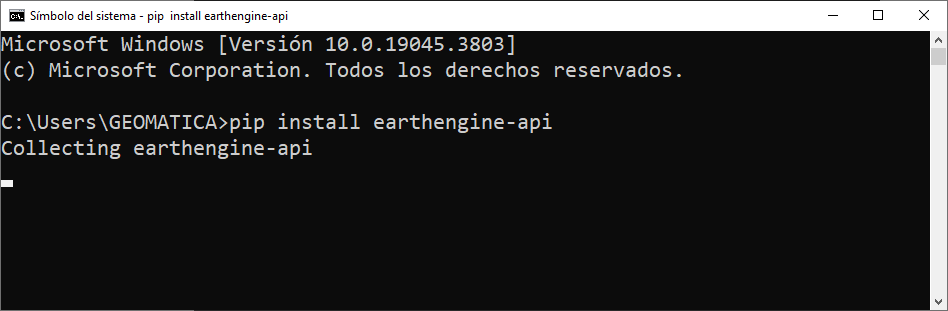 Símbolo del sistema - pip  install earthengine-api
Microsoft Windows [Versión 10.0.19045.3803]
(c) Microsoft Corporation. Todos los derechos reservados.
C:\Users\GEOMATICA>pip install earthengine-api
Collecting earthengine-api